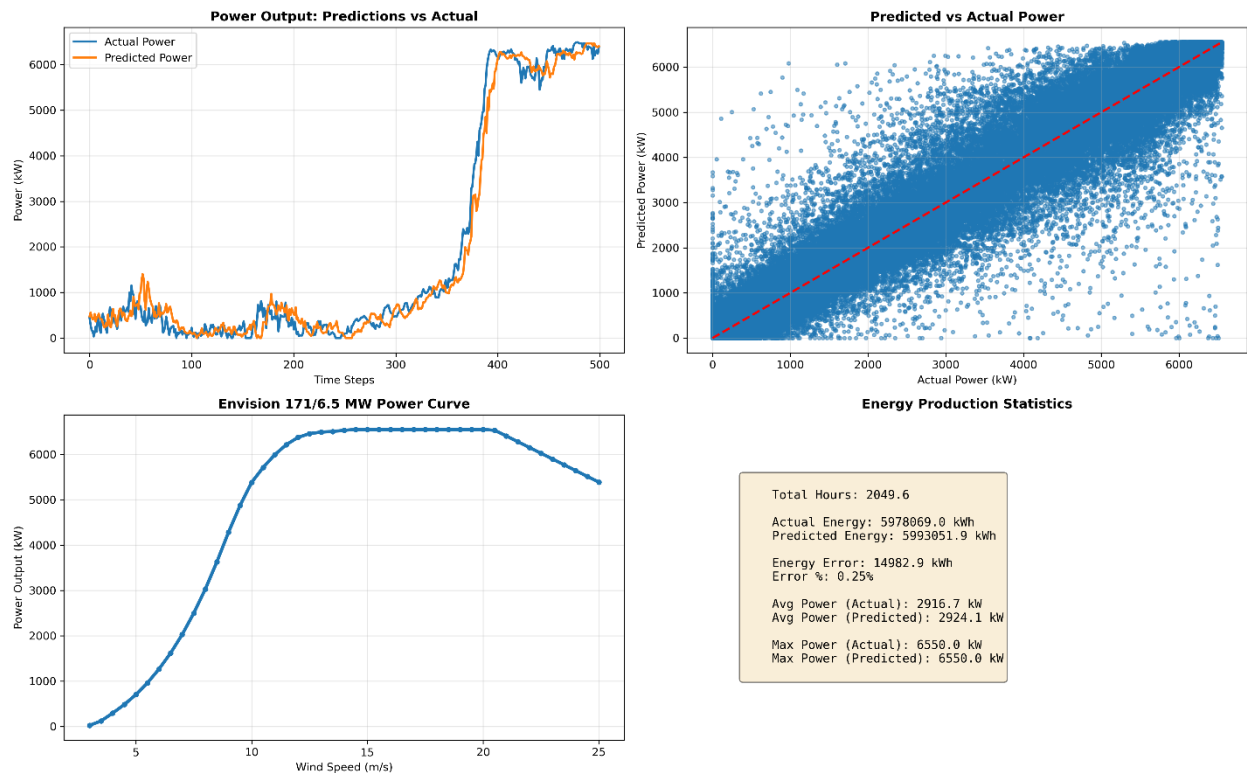 Power Output: Predictions vs Actual
Actual Power
Predicted Power
Power (kW)
6000
5000
4000
3000
2000
1000
0
0 100 200 300 400 500
Time Steps
Predicted vs Actual Power
Predicted Power (kW)
6000
5000
4000
3000
2000
1000
0
0 1000 2000 3000 4000 5000 6000
Actual Power (kW)
Envision 171/6.5 MW Power Curve
Power Output (kW)
6000
5000
4000
3000
2000
1000
0
5 10 15 20 25
Wind Speed (m/s)
Energy Production Statistics
Total Hours: 2049.6
Actual Energy: 5978069.0 kWh
Predicted Energy: 5993051.9 kWh
Energy Error: 14982.9 kWh
Error %: 0.25%
Avg Power (Actual): 2916.7 kW
Avg Power (Predicted): 2924.1 kW
Max Power (Actual): 6550.0 kW
Max Power (Predicted): 6550.0 kW